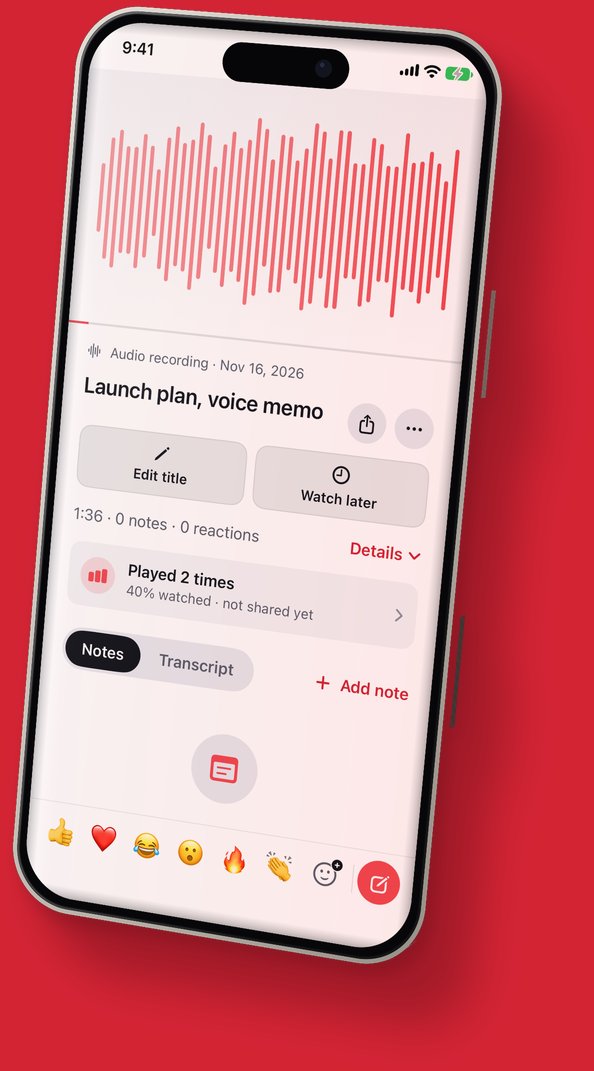 9:41
Audio recording · Nov 16, 2026
Launch plan, voice memo
Edit title
Watch later
1:36 · 0 notes · 0 reactions
Details
Played 2 times
40% watched · not shared yet
Notes
Transcript
+ Add note